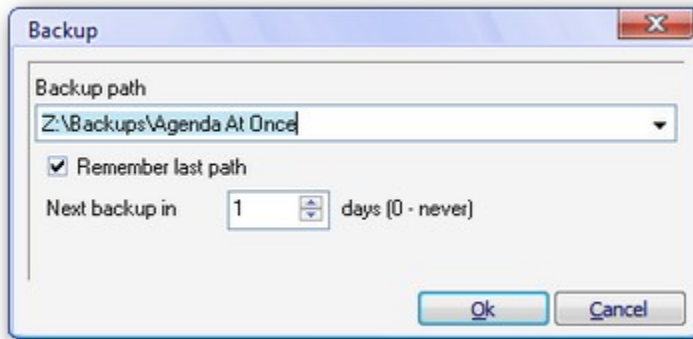 Backup
Backup path
Z:\Backups\Agenda At Once
Remember last path
Next backup in 1 days (0 - never)
Ok Cancel